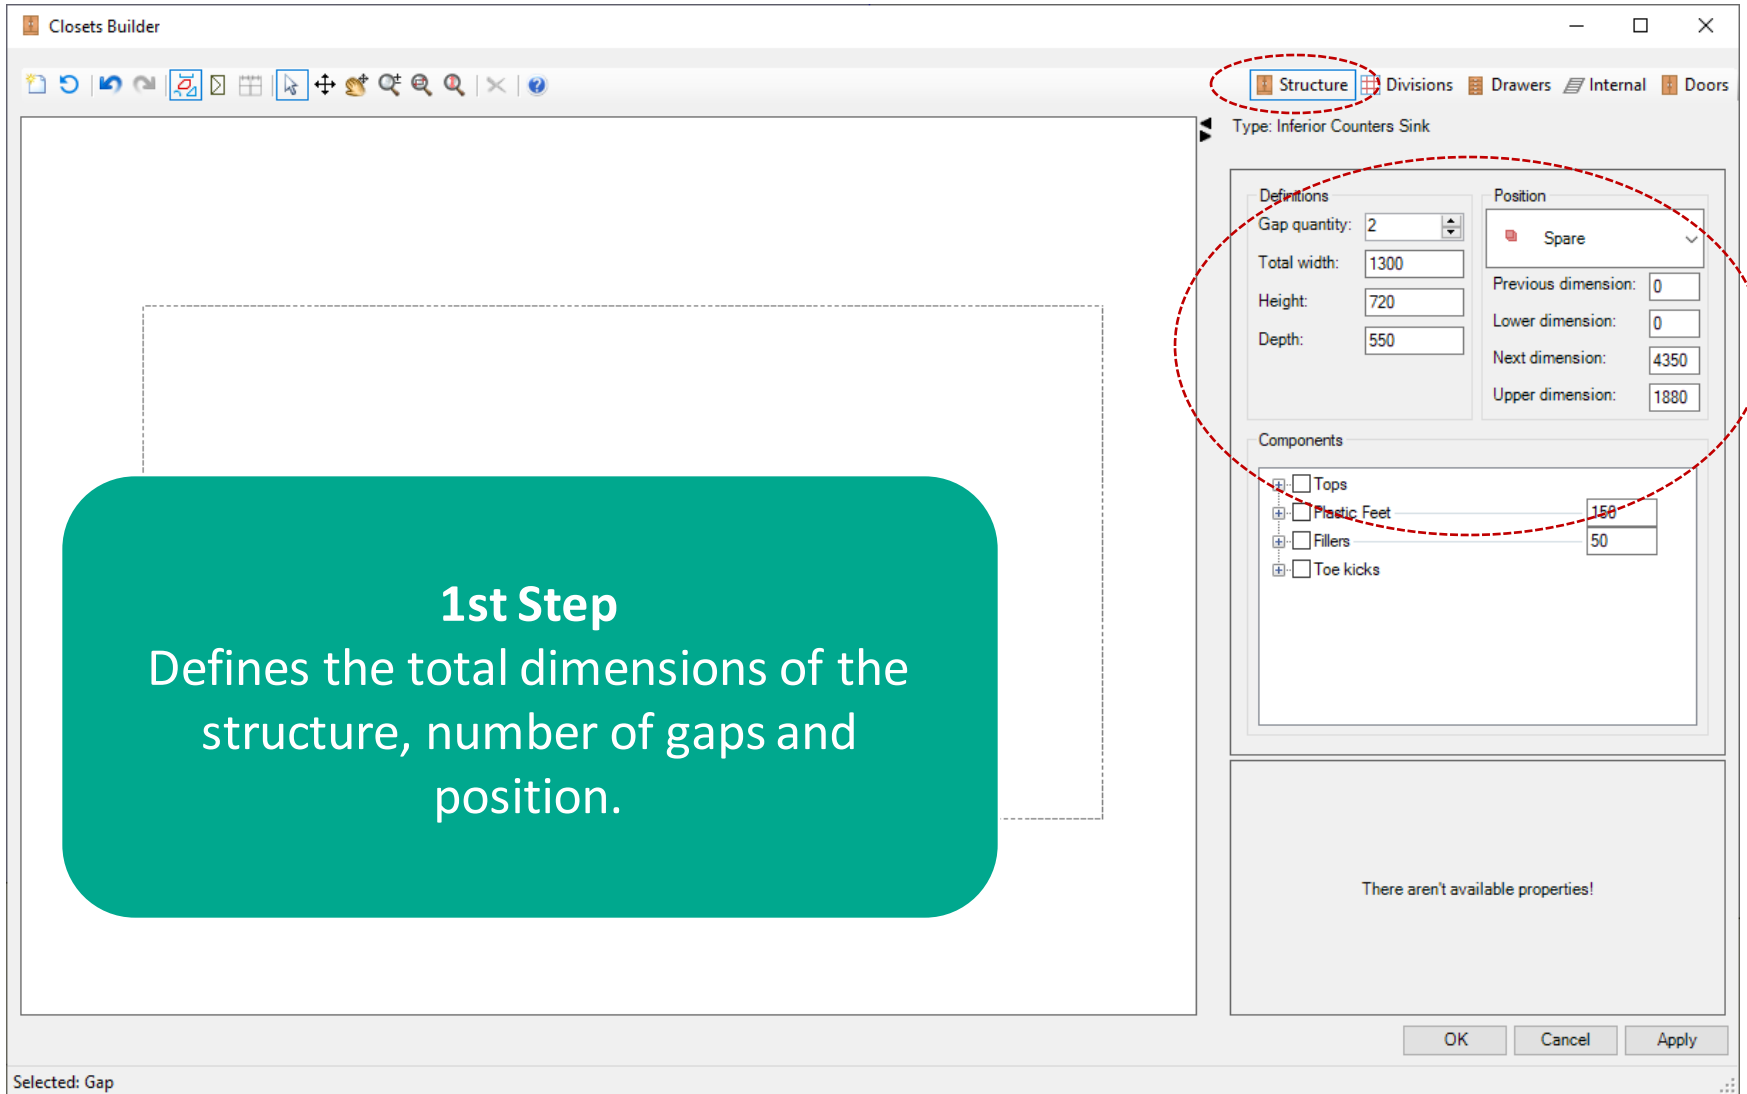 Closets Builder
Structure Divisions Drawers Internal Doors
Type: Inferior Counters Sink
Definitions
Gap quantity: 2
Total width: 1300
Height: 720
Depth: 550
Position
Spare
Previous dimension: 0
Lower dimension: 0
Next dimension: 4350
Upper dimension: 1880
Components
Tops
Plastic Feet 150
Fillers 50
Toe kicks
1st Step
Defines the total dimensions of the
structure, number of gaps and
position.
There aren't available properties!
OK Cancel Apply
Selected: Gap